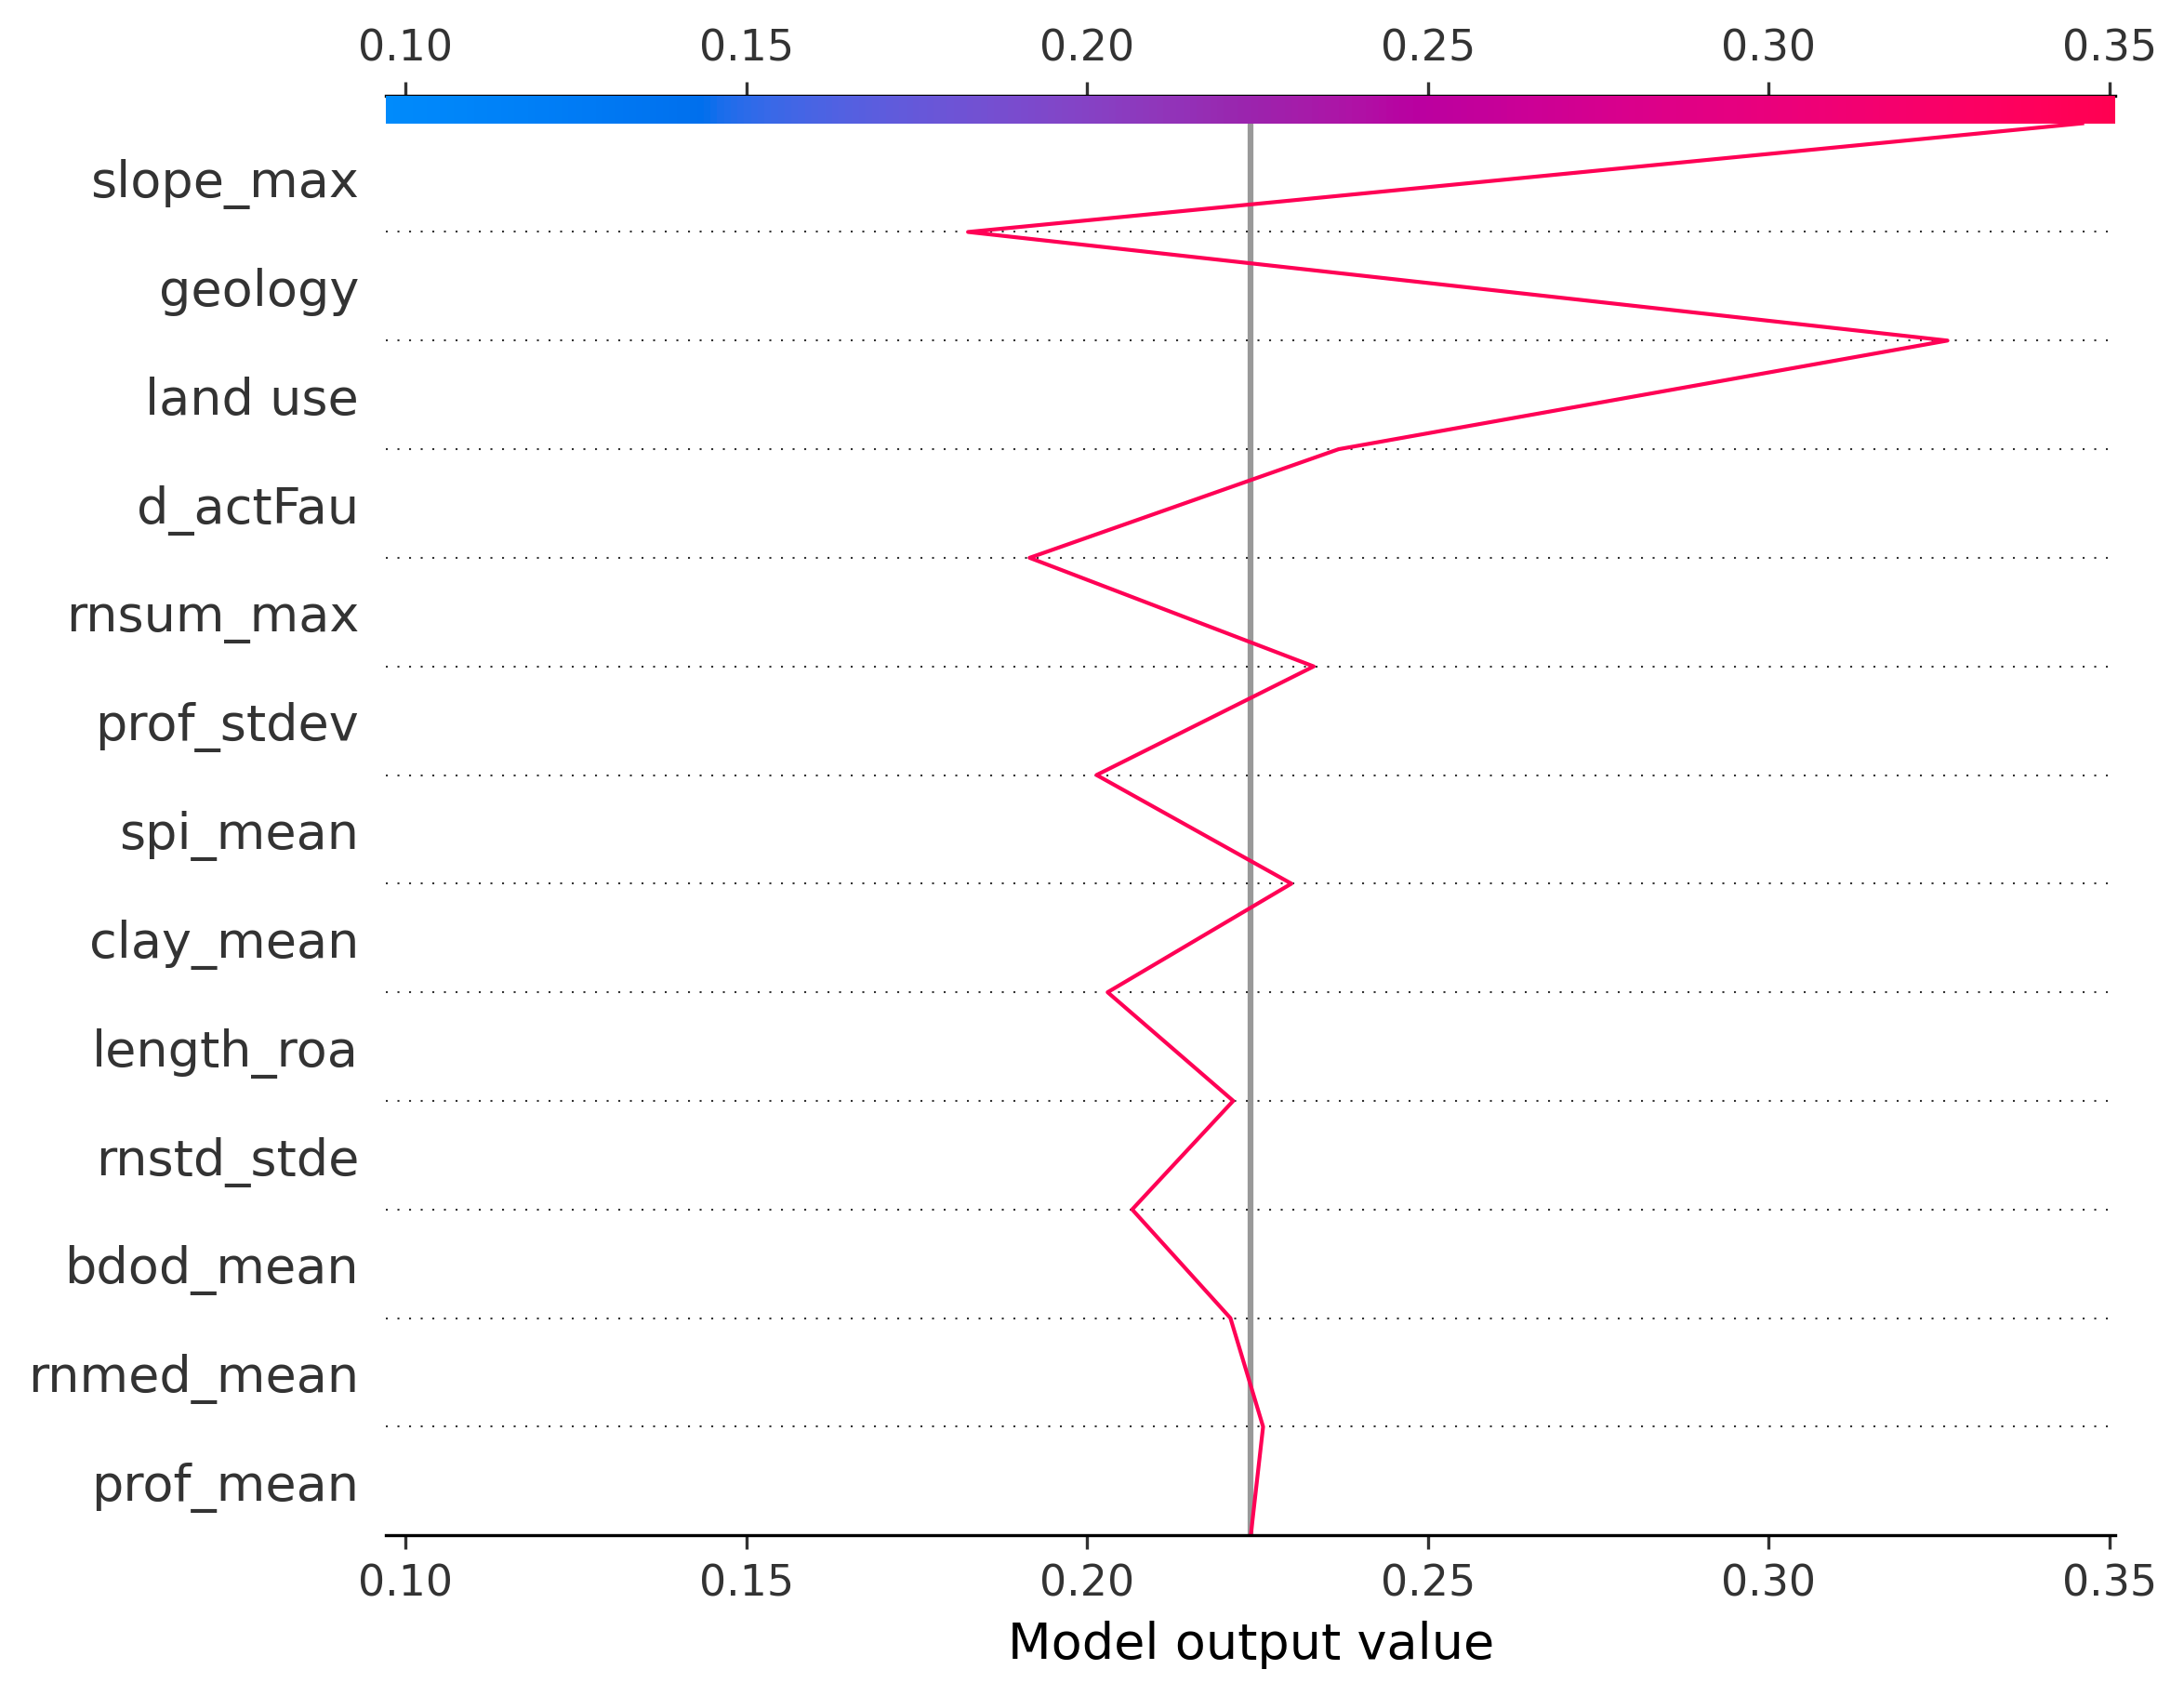 0.10 0.15 0.20 0.25 0.30 0.35
slope_max
geology
land use
d_actFau
rnsum_max
prof_stdev
spi_mean
clay_mean
length_roa
rnstd_stde
bdod_mean
rnmed_mean
prof_mean
0.10 0.15 0.20 0.25 0.30 0.35
Model output value